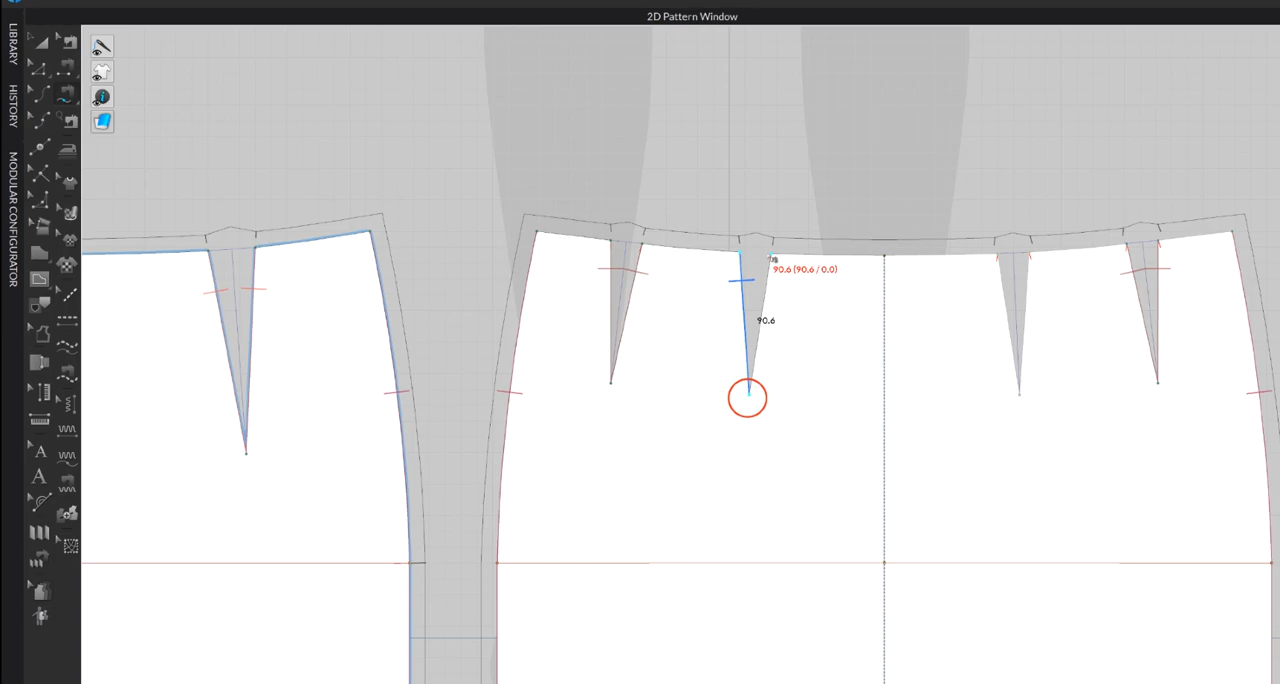 2D Pattern Window
LIBRARY
HISTORY
MODULAR CONFIGURATOR
90.6 (90.6 / 0.0)
90.6
A
A